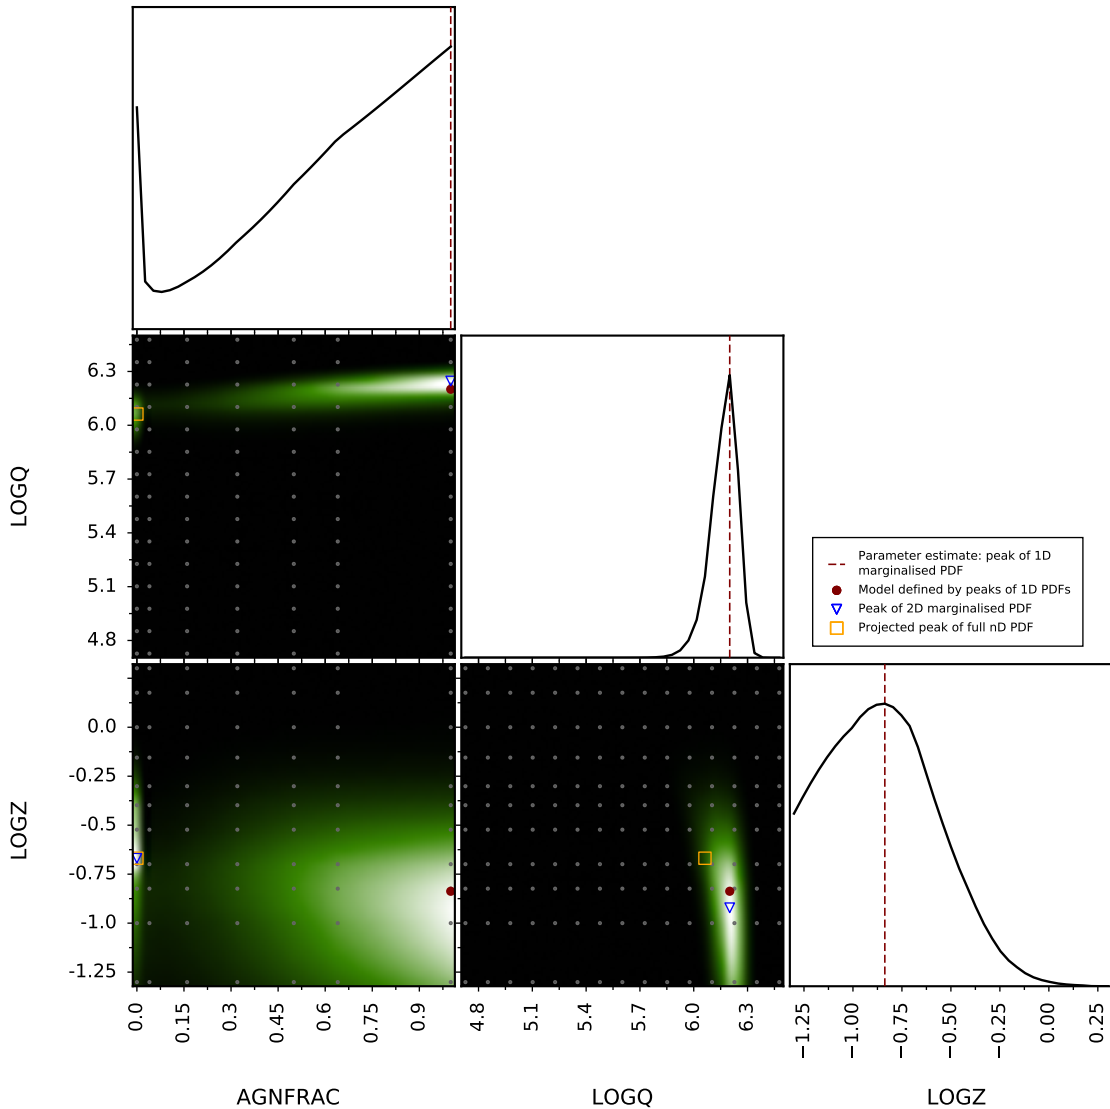 LOGQ
6.3
6.0
5.7
5.4
5.1
4.8
Parameter estimate: peak of 1D
marginalised PDF
Model defined by peaks of 1D PDFs
Peak of 2D marginalised PDF
Projected peak of full nD PDF
LOGZ
0.0
-0.25
-0.5
-0.75
-1.0
-1.25
0.0 0.15 0.3 0.45 0.6 0.75 0.9
4.8 5.1 5.4 5.7 6.0 6.3
−1.25 −1.00 −0.75 −0.50 −0.25 0.00 0.25
AGNFRAC LOGQ LOGZ